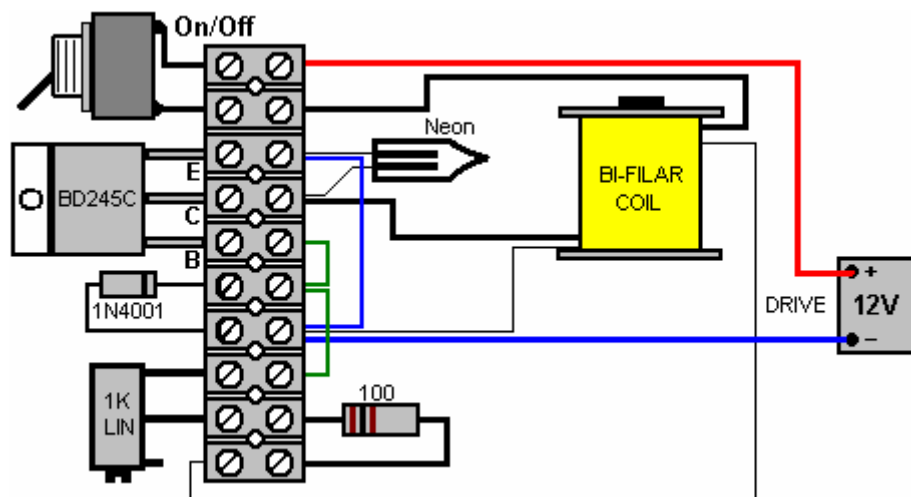 On/Off
Neon
E
BD245C
C
B
BI-FILAR
COIL
1N4001
DRIVE
+
12V
−
1K
LIN
100